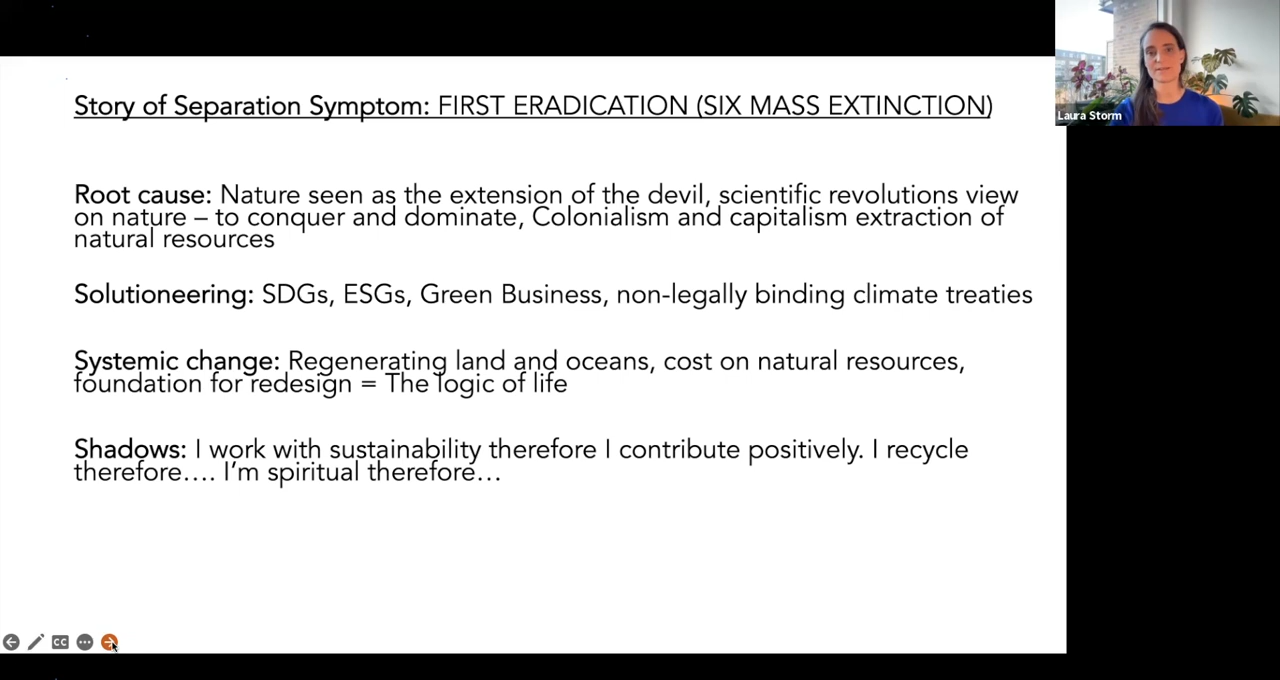 Story of Separation Symptom: FIRST ERADICATION (SIX MASS EXTINCTION)
Laura Storm
Root cause: Nature seen as the extension of the devil, scientific revolutions view
on nature – to conquer and dominate, Colonialism and capitalism extraction of
natural resources
Solutioneering: SDGs, ESGs, Green Business, non-legally binding climate treaties
Systemic change: Regenerating land and oceans, cost on natural resources,
foundation for redesign = The logic of life
Shadows: I work with sustainability therefore I contribute positively. I recycle
therefore.... I'm spiritual therefore...
CC